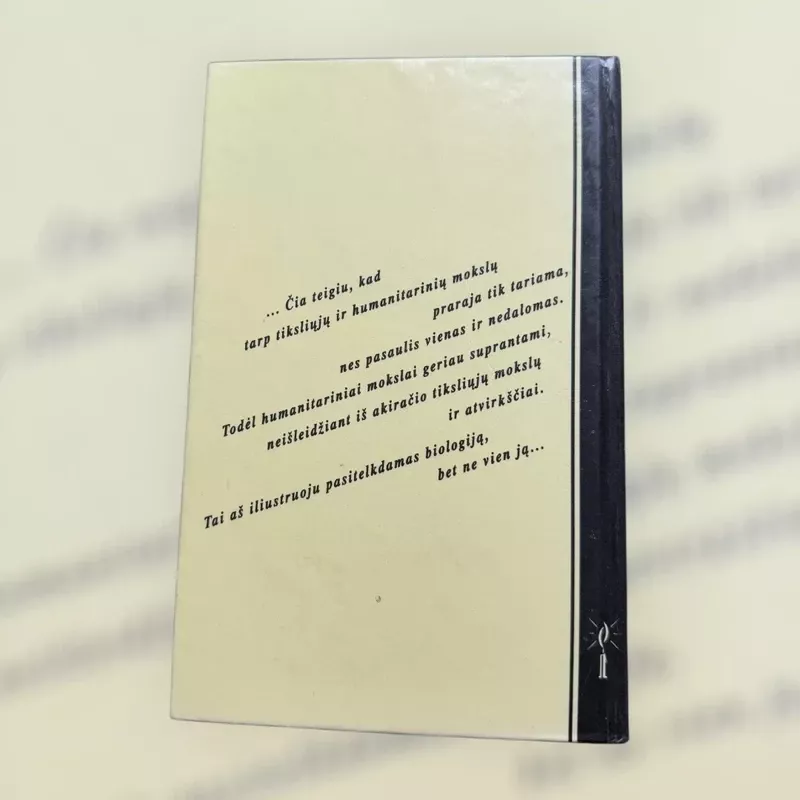 ... Čia teigiu, kad
tarp tiksliųjų ir humanitarinių mokslų
praraja tik tariama,
nes pasaulis vienas ir nedalomas.
Todėl humanitariniai mokslai geriau suprantami,
neišleidžiant iš akiračio tiksliųjų mokslų
ir atvirkščiai.
Tai aš iliustruoju pasitelkdamas biologiją,
bet ne vien ją...